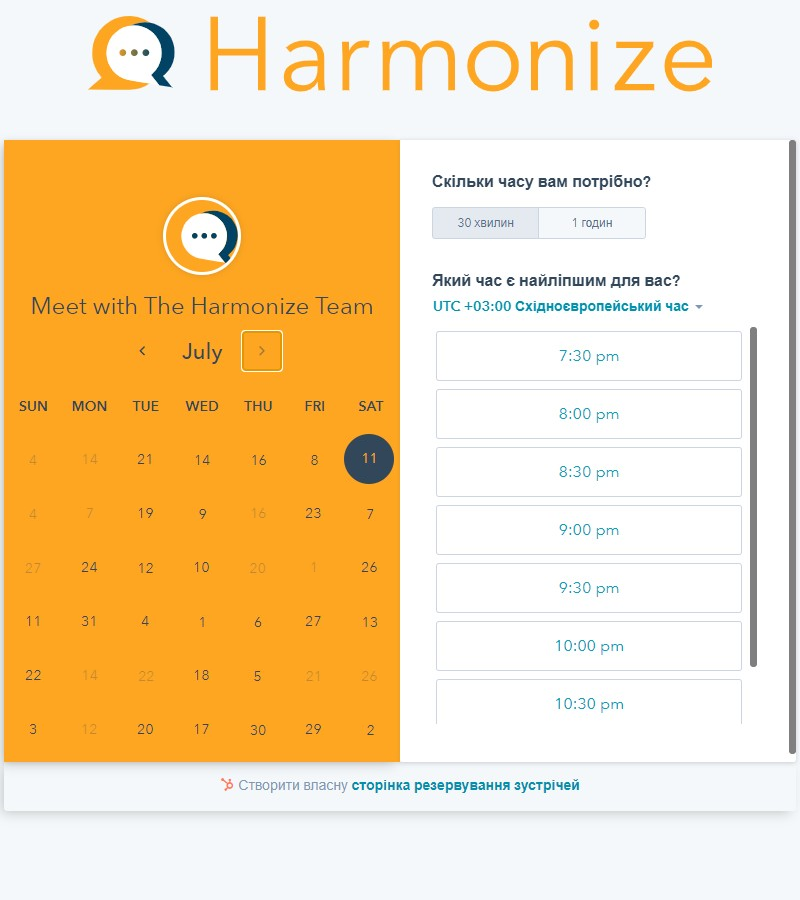 Harmonize
Meet with The Harmonize Team
July
SUN MON TUE WED THU FRI SAT
4 14 21 14 16 8 11
4 7 19 9 16 23 7
27 24 12 10 20 1 26
11 31 4 1 6 27 13
22 14 22 18 5 21 26
3 12 20 17 30 29 2
Скільки часу вам потрібно?
30 хвилин 1 годин
Який час є найліпшим для вас?
UTC +03:00 Східноєвропейський час
7:30 pm
8:00 pm
8:30 pm
9:00 pm
9:30 pm
10:00 pm
10:30 pm
Створити власну сторінка резервування зустрічей